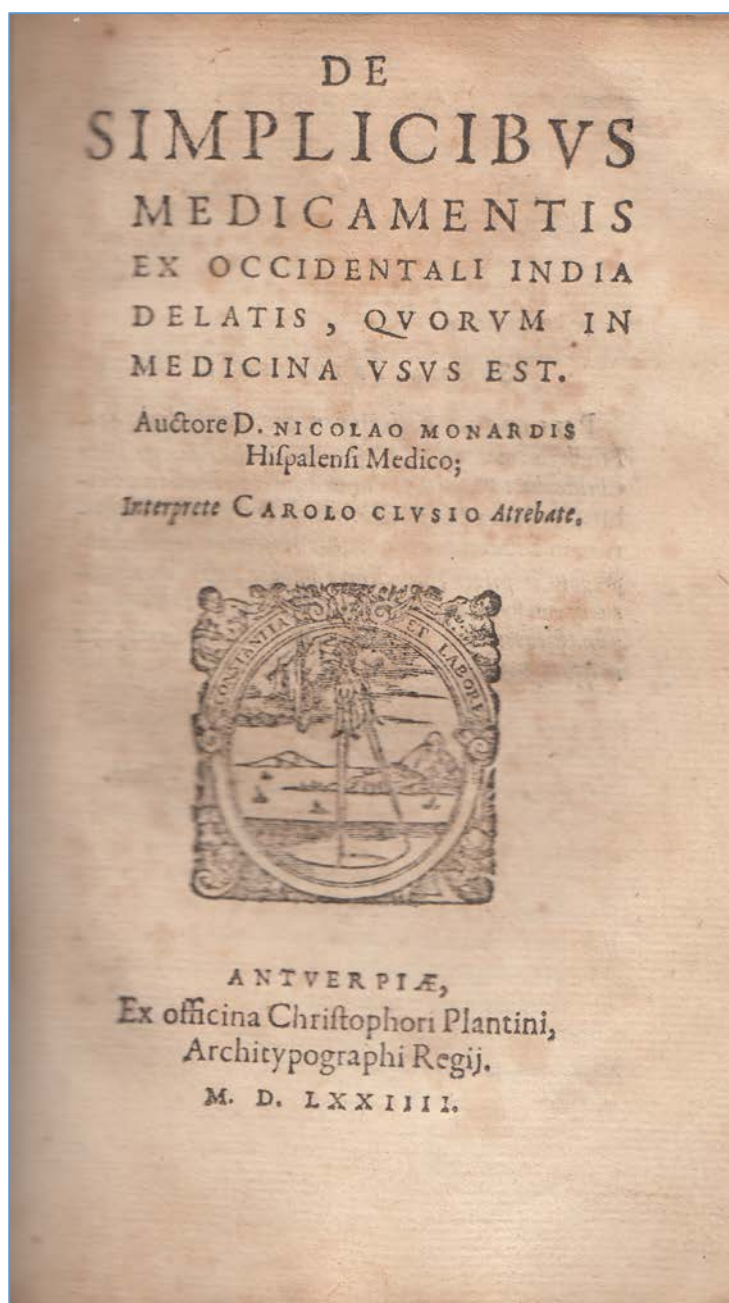 DE
SIMPLICIBVS
MEDICAMENTIS
EX OCCIDENTALI INDIA
DELATIS, QVORVM IN
MEDICINA VSVS EST.
Auctore D. NICOLAO MONARDIS
Hiſpalenſi Medico;
Interprete CAROLO CLVSIO Atrebate.
CONSTANTIA ET LABORE
ANTVERPIÆ,
Ex officina Chriſtophori Plantini,
Architypographi Regij.
M. D. LXXIIII.